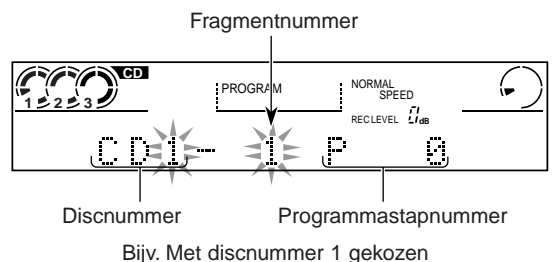 Fragmentnummer
CD
PROGRAM
NORMAL
SPEED
1 2 3
REC LEVEL 0dB
CD1- 1 P 0
Discnummer Programmastapnummer
Bijv. Met discnummer 1 gekozen